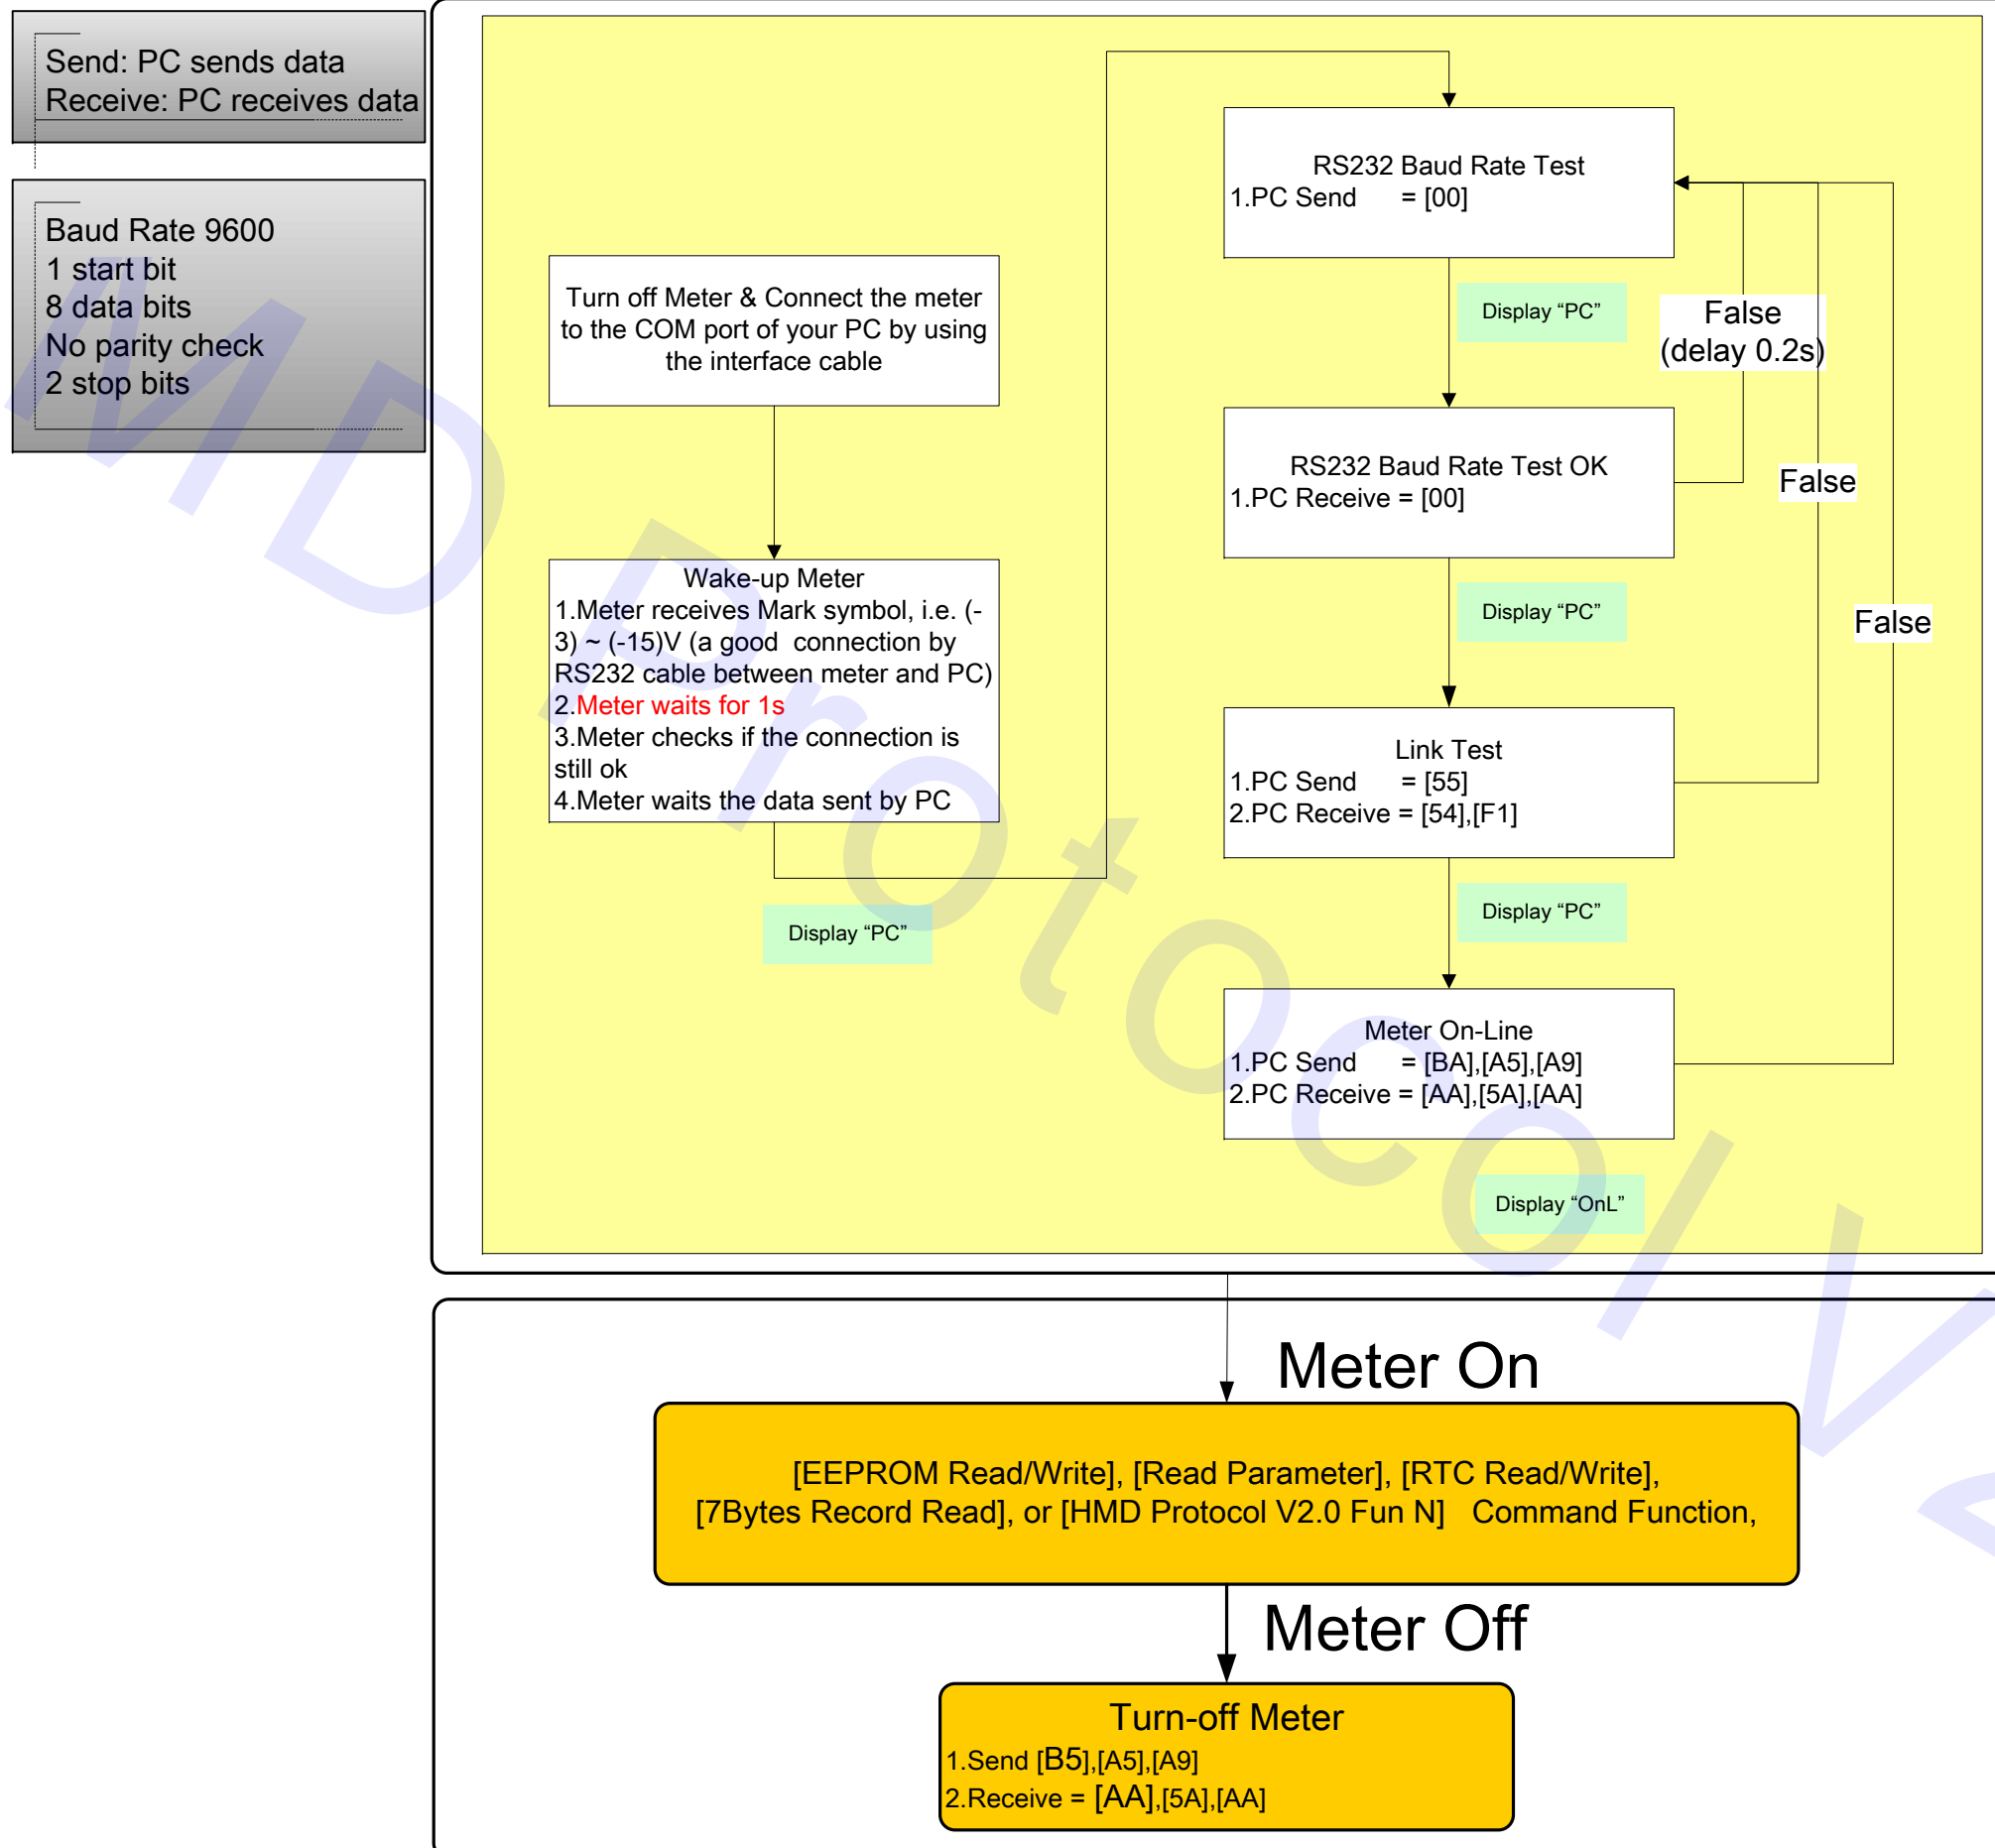 Send: PC sends data
Receive: PC receives data
Baud Rate 9600
1 start bit
8 data bits
No parity check
2 stop bits
Turn off Meter & Connect the meter
to the COM port of your PC by using
the interface cable
Wake-up Meter
1.Meter receives Mark symbol, i.e. (-
3) ~ (-15)V (a good  connection by
RS232 cable between meter and PC)
2.Meter waits for 1s
3.Meter checks if the connection is
still ok
4.Meter waits the data sent by PC
Display “PC”
RS232 Baud Rate Test
1.PC Send = [00]
Display “PC”
False
(delay 0.2s)
RS232 Baud Rate Test OK
1.PC Receive = [00]
False
Display “PC”
False
Link Test
1.PC Send = [55]
2.PC Receive = [54],[F1]
Display “PC”
Meter On-Line
1.PC Send = [BA],[A5],[A9]
2.PC Receive = [AA],[5A],[AA]
Display “OnL”
Meter On
[EEPROM Read/Write], [Read Parameter], [RTC Read/Write],
[7Bytes Record Read], or [HMD Protocol V2.0 Fun N] Command Function,
Meter Off
Turn-off Meter
1.Send [B5],[A5],[A9]
2.Receive = [AA],[5A],[AA]
MD Protocol V